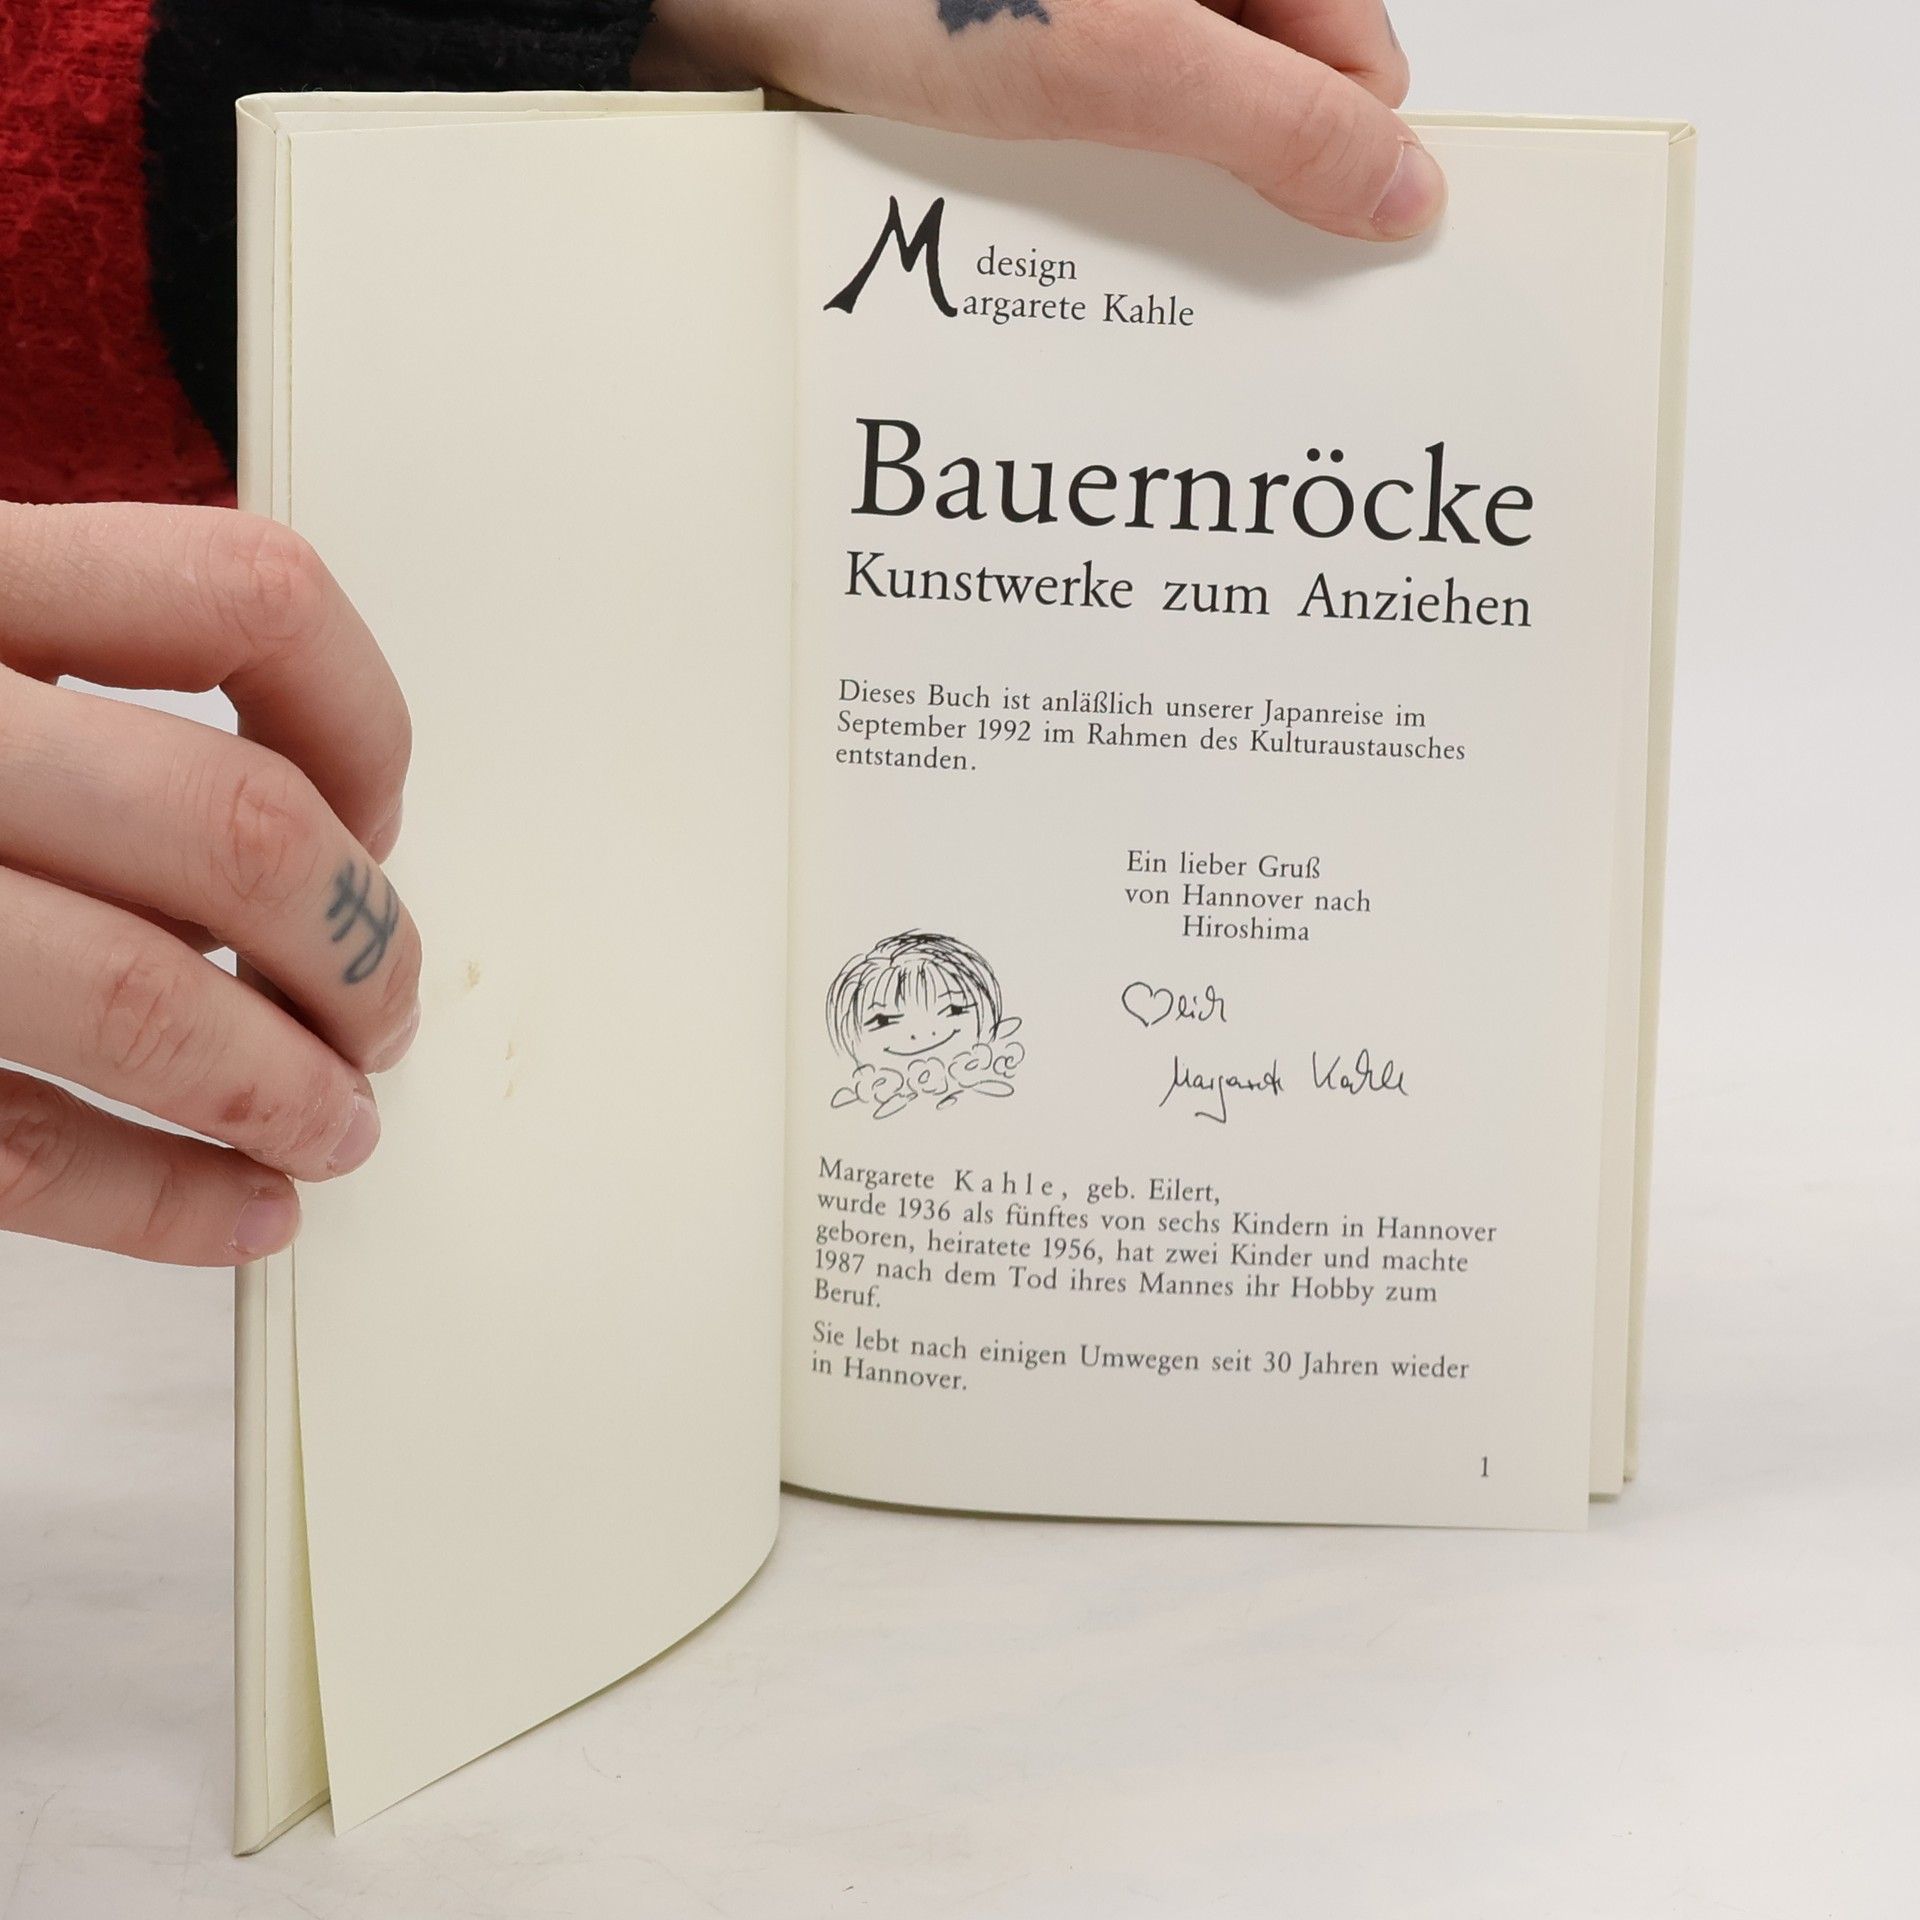 design
Margarete Kahle
Bauernröcke
Kunstwerke zum Anziehen
Dieses Buch ist anläßlich unserer Japanreise im
September 1992 im Rahmen des Kulturaustausches
entstanden.
Ein lieber Gruß
von Hannover nach
Hiroshima
♡lich
Margarete Kahle
Margarete Kahle, geb. Eilert,
wurde 1936 als fünftes von sechs Kindern in Hannover
geboren, heiratete 1956, hat zwei Kinder und machte
1987 nach dem Tod ihres Mannes ihr Hobby zum
Beruf.
Sie lebt nach einigen Umwegen seit 30 Jahren wieder
in Hannover.
1